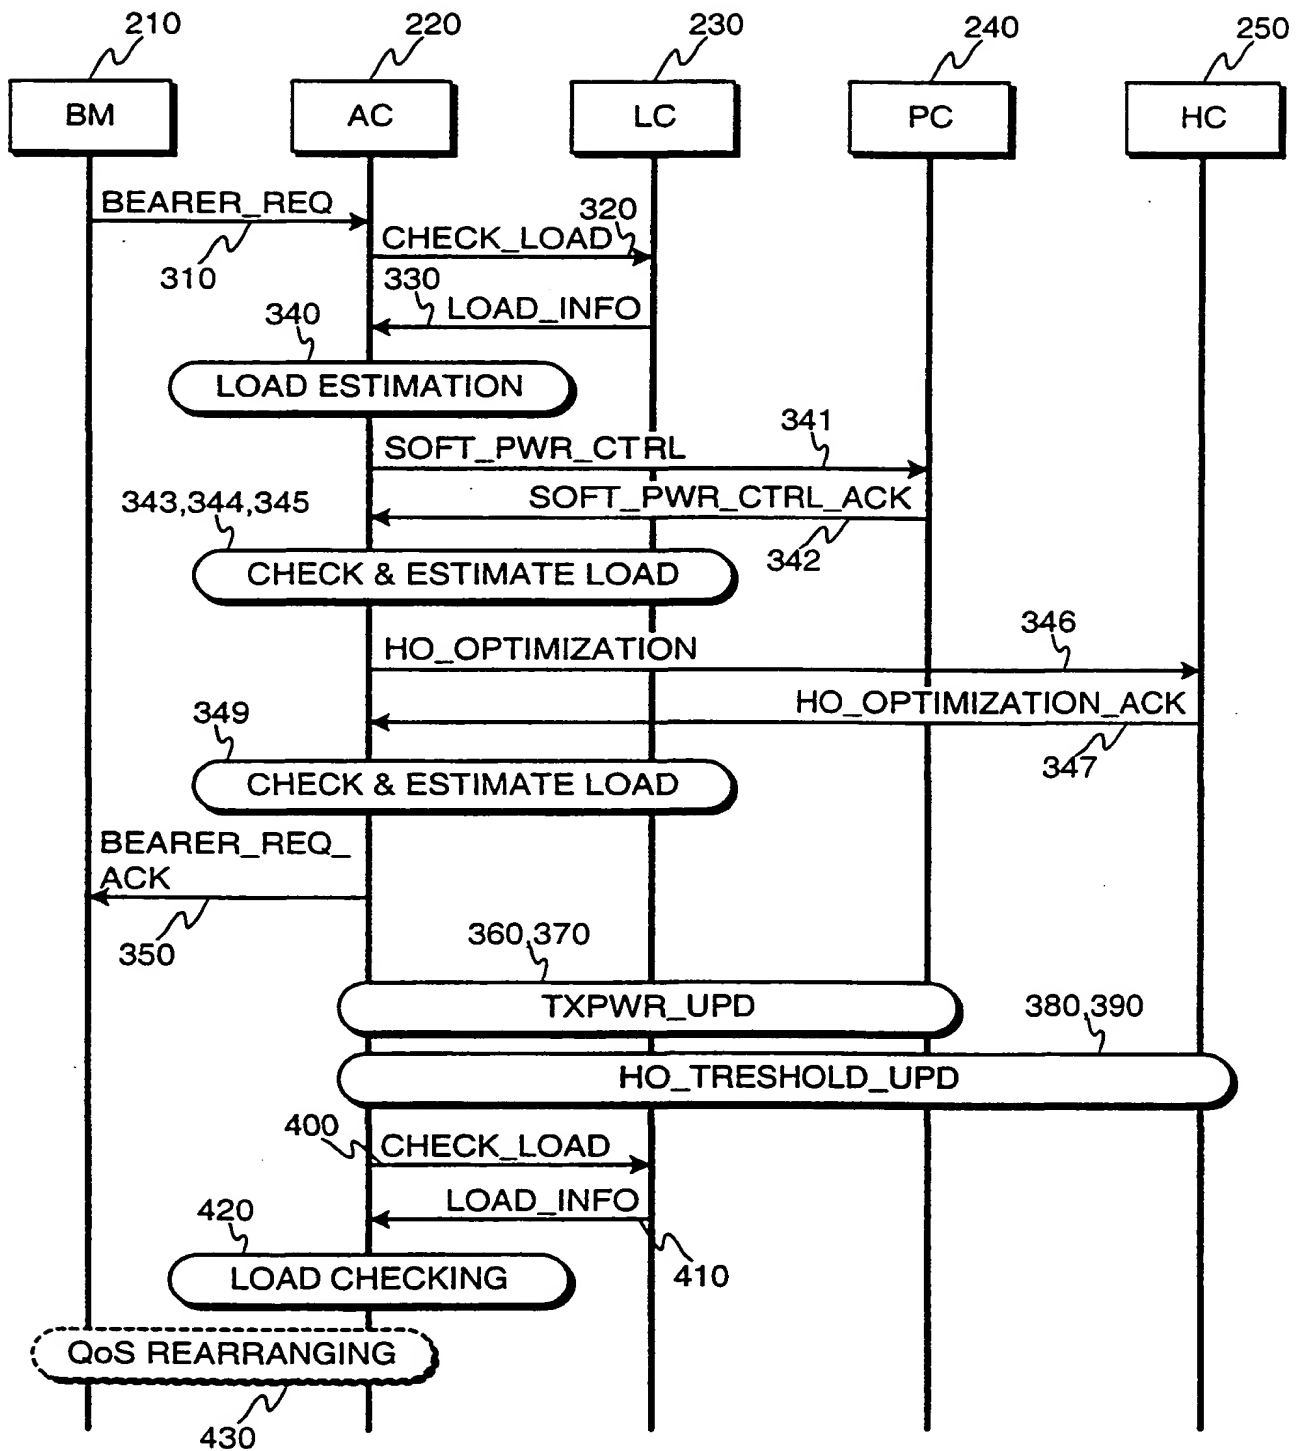 210
220
230
240
250
BM
AC
LC
PC
HC
BEARER_REQ
310
320
CHECK_LOAD
330
LOAD_INFO
340
LOAD ESTIMATION
341
SOFT_PWR_CTRL
SOFT_PWR_CTRL_ACK
342
343,344,345
CHECK & ESTIMATE LOAD
346
HO_OPTIMIZATION
HO_OPTIMIZATION_ACK
347
349
CHECK & ESTIMATE LOAD
BEARER_REQ_
ACK
350
360,370
TXPWR_UPD
380,390
HO_TRESHOLD_UPD
400
CHECK_LOAD
LOAD_INFO
410
420
LOAD CHECKING
QoS REARRANGING
430